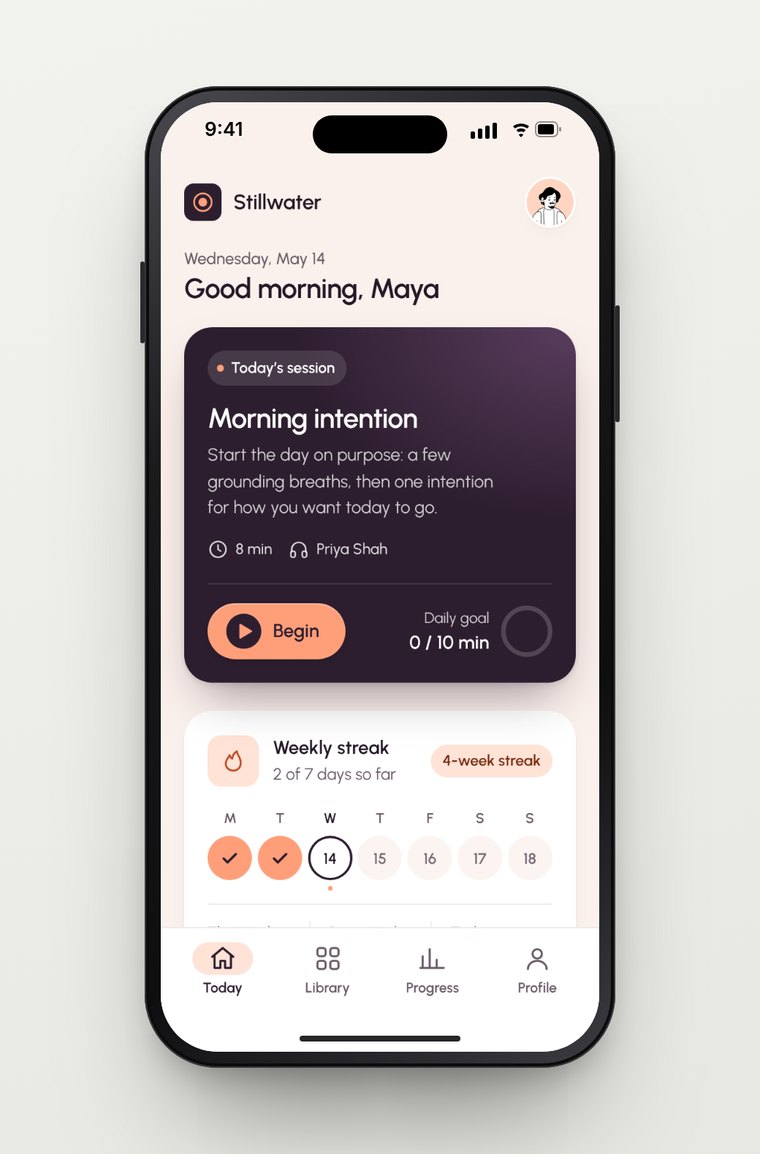 9:41
Stillwater
Wednesday, May 14
Good morning, Maya
Today's session
Morning intention
Start the day on purpose: a few
grounding breaths, then one intention
for how you want today to go.
8 min Priya Shah
Begin
Daily goal
0 / 10 min
Weekly streak
2 of 7 days so far
4-week streak
M T W T F S S
14 15 16 17 18
Today Library Progress Profile